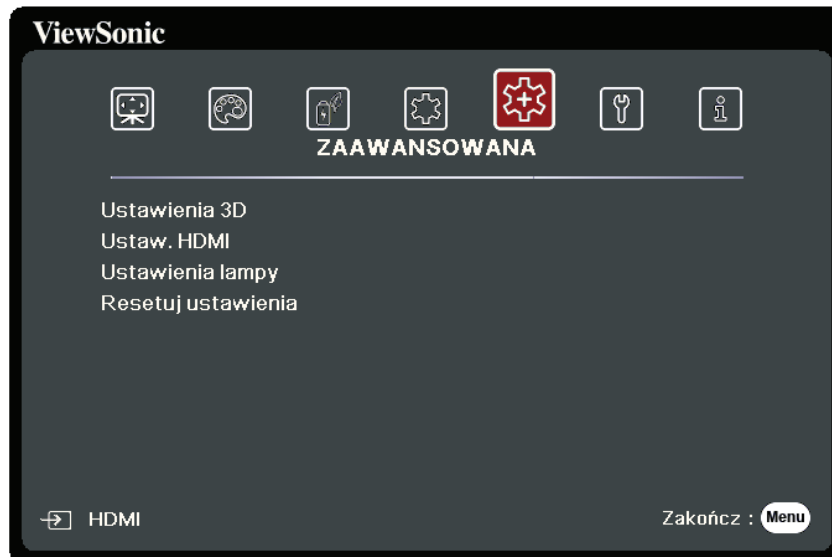 ViewSonic
ZAAWANSOWANA
Ustawienia 3D
Ustaw. HDMI
Ustawienia lampy
Resetuj ustawienia
HDMI
Zakończ : Menu